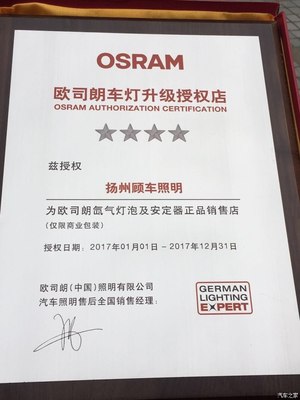 OSRAM
欧司朗车灯升级授权店
OSRAM AUTHORIZATION CERTIFICATION
兹授权
扬州顾车照明
为欧司朗氙气灯泡及安定器正品销售店
(仅限商业包装)
授权日期：2017年01月01日－2017年12月31日
欧司朗(中国)照明有限公司
汽车照明售后全国销售经理：
GERMAN
LIGHTING
EXPERT
汽车之家